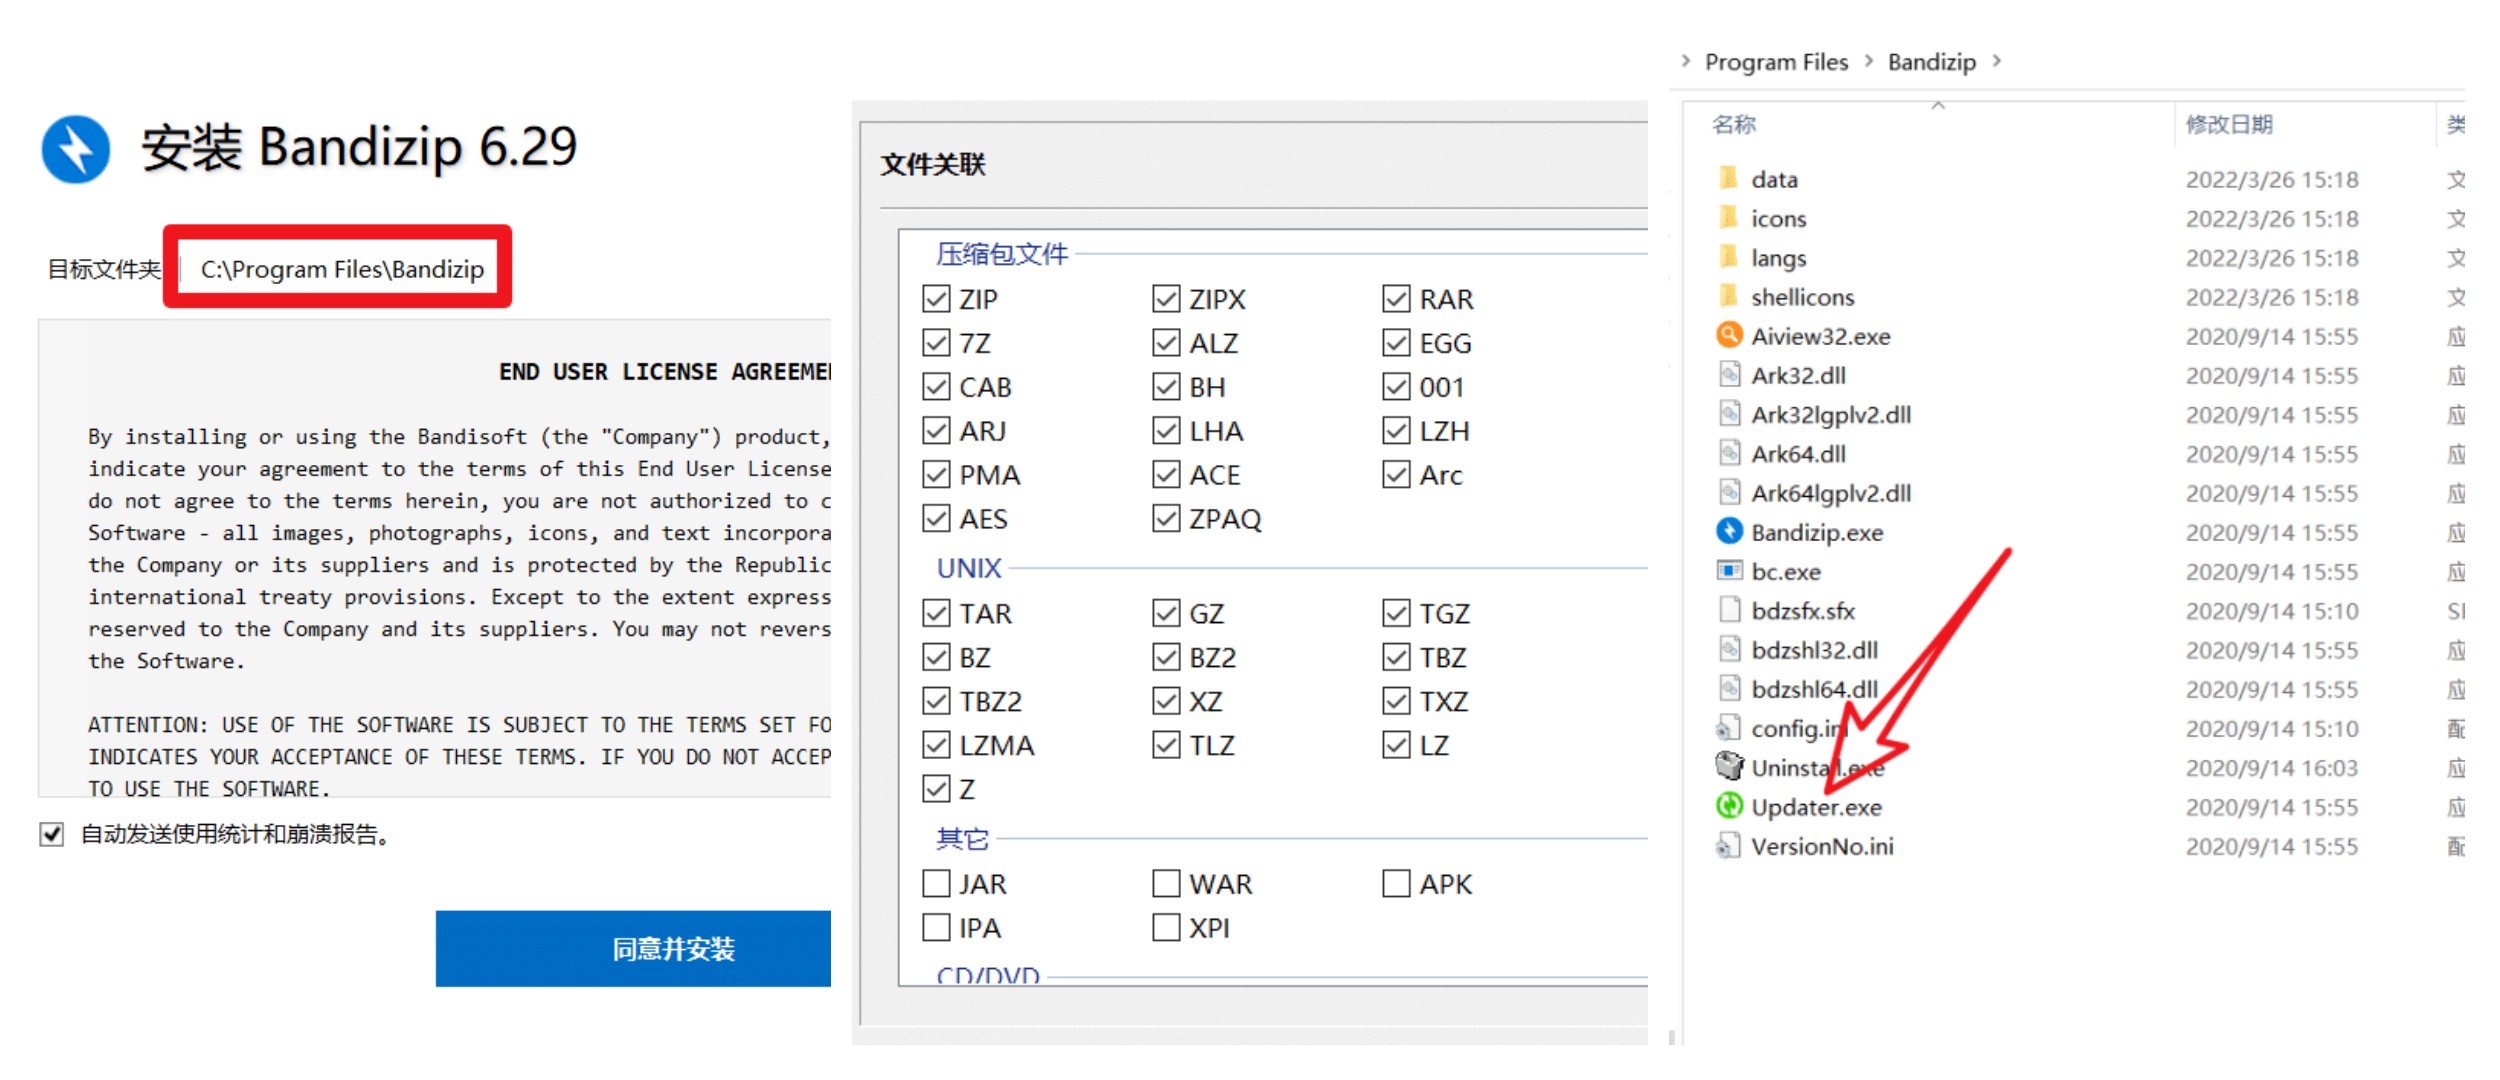 安装 Bandizip 6.29
目标文件夹 C:\Program Files\Bandizip
END USER LICENSE AGREEME
By installing or using the Bandisoft (the "Company") product,
indicate your agreement to the terms of this End User License
do not agree to the terms herein, you are not authorized to c
Software - all images, photographs, icons, and text incorpora
the Company or its suppliers and is protected by the Republic
international treaty provisions. Except to the extent express
reserved to the Company and its suppliers. You may not revers
the Software.
ATTENTION: USE OF THE SOFTWARE IS SUBJECT TO THE TERMS SET FO
INDICATES YOUR ACCEPTANCE OF THESE TERMS. IF YOU DO NOT ACCEP
TO USE THE SOFTWARE.
自动发送使用统计和崩溃报告。
同意并安装
文件关联
压缩包文件
ZIP ZIPX RAR
7Z ALZ EGG
CAB BH 001
ARJ LHA LZH
PMA ACE Arc
AES ZPAQ
UNIX
TAR GZ TGZ
BZ BZ2 TBZ
TBZ2 XZ TXZ
LZMA TLZ LZ
Z
其它
JAR WAR APK
IPA XPI
CD/DVD
> Program Files > Bandizip >
名称 修改日期 类
data 2022/3/26 15:18 文
icons 2022/3/26 15:18 文
langs 2022/3/26 15:18 文
shellicons 2022/3/26 15:18 文
Aiview32.exe 2020/9/14 15:55 应
Ark32.dll 2020/9/14 15:55 应
Ark32lgplv2.dll 2020/9/14 15:55 应
Ark64.dll 2020/9/14 15:55 应
Ark64lgplv2.dll 2020/9/14 15:55 应
Bandizip.exe 2020/9/14 15:55 应
bc.exe 2020/9/14 15:55 应
bdzsfx.sfx 2020/9/14 15:10 SF
bdzshl32.dll 2020/9/14 15:55 应
bdzshl64.dll 2020/9/14 15:55 应
config.ini 2020/9/14 15:10 配
Uninstall.exe 2020/9/14 16:03 应
Updater.exe 2020/9/14 15:55 应
VersionNo.ini 2020/9/14 15:55 配